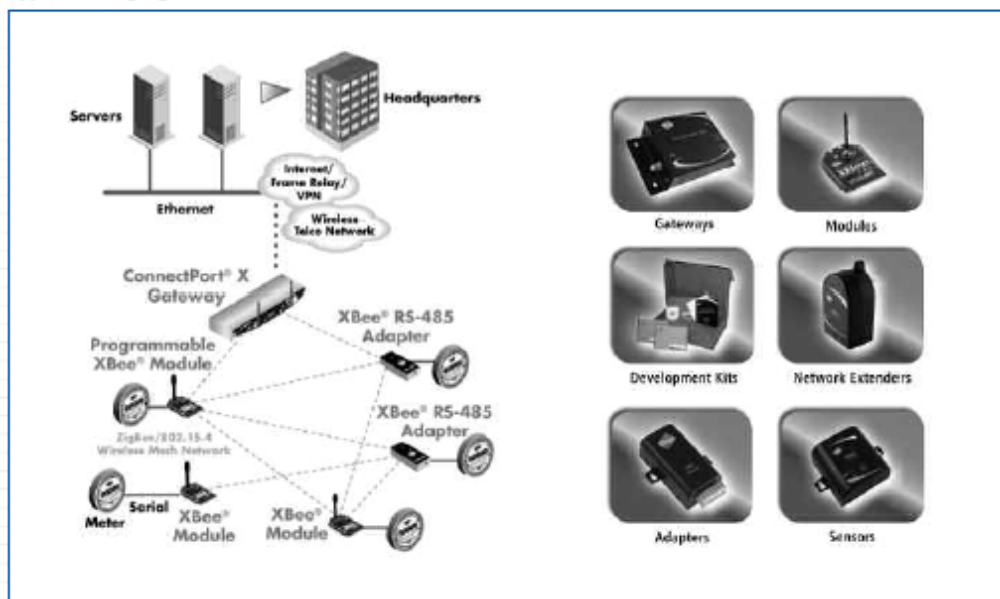 Servers
Headquarters
Internet/
Frame Relay/
VPN
Ethernet
Wireless
Telco Network
ConnectPort® X
Gateway
XBee® RS-485
Adapter
Programmable
XBee® Module
XBee® RS-485
Adapter
ZigBee/802.15.4
Wireless Mesh Network
Serial
Meter
XBee®
Module
XBee®
Module
Gateways
Modules
Development Kits
Network Extenders
Adapters
Sensors